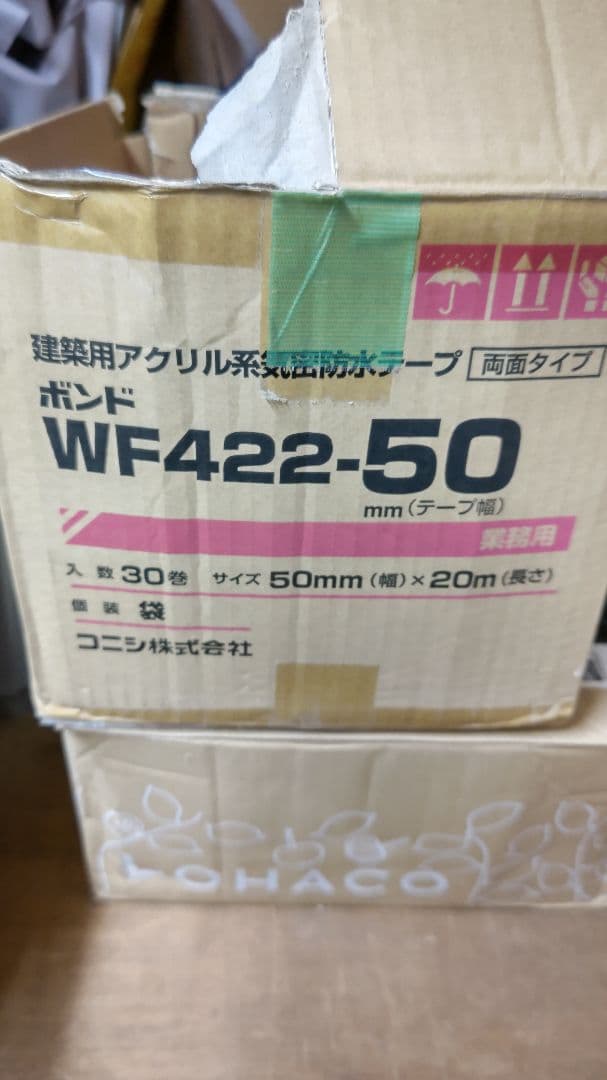 建築用アクリル系気密防水テープ 両面タイプ
ボンド
WF422-50
mm(テープ幅)
業務用
入数 30巻 サイズ 50mm(幅)×20m(長さ)
個装 袋
コニシ株式会社
LOHACO